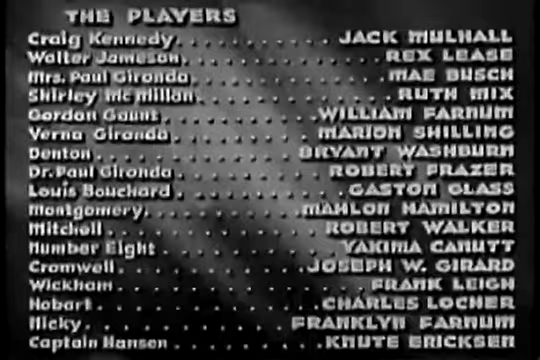 THE PLAYERS
Craig Kennedy. . . . . . . . . . . JACK MULHALL
Walter Jameson. . . . . . . . . . . REX LEASE
Mrs. Paul Gironda. . . . . . . . . . . MAE BUSCH
Shirley McMillan. . . . . . . . . . . RUTH MIX
Gordon Gaunt. . . . . . . . . . . WILLIAM FARNUM
Verna Gironda. . . . . . . . . . . MARION SHILLING
Denton. . . . . . . . . . . BRYANT WASHBURN
Dr. Paul Gironda. . . . . . . . . . . ROBERT FRAZER
Louis Bouchard. . . . . . . . . . . GASTON GLASS
Montgomery. . . . . . . . . . . MAHLON HAMILTON
Mitchell. . . . . . . . . . . ROBERT WALKER
Number Eight. . . . . . . . . . . YAKIMA CANUTT
Cromwell. . . . . . . . . . . JOSEPH W. GIRARD
Wickham. . . . . . . . . . . FRANK LEIGH
Hobart. . . . . . . . . . . CHARLES LOCHER
Hicky. . . . . . . . . . . FRANKLYN FARNUM
Captain Hansen. . . . . . . . . . . KNUTE ERICKSEN